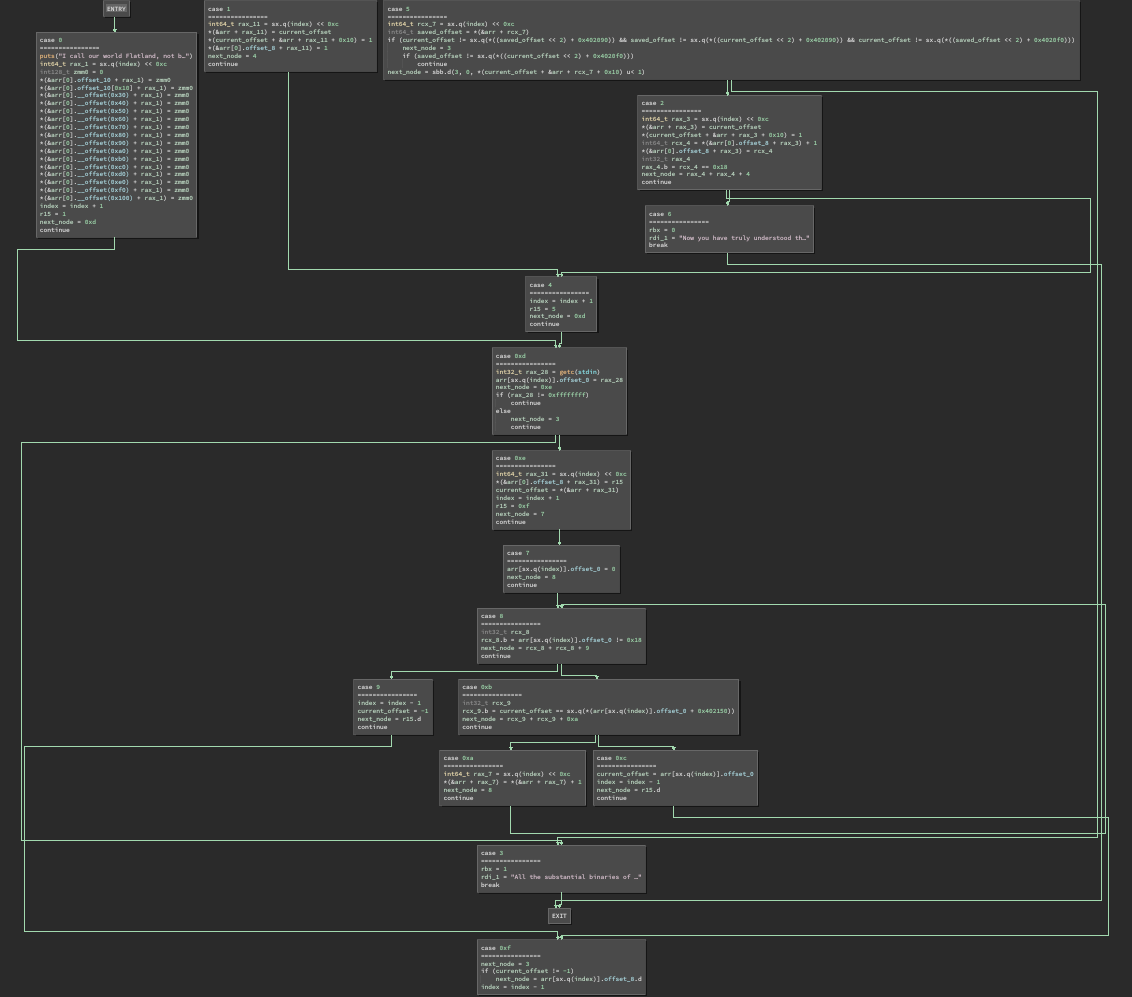 ENTRY
case 0
================
puts("I call our world Flatland, not b…")
int64_t rax_1 = sx.q(index) << 0xc
int128_t zmm0 = 0
*(&arr[0].offset_10 + rax_1) = zmm0
*(&arr[0].offset_10[0x10] + rax_1) = zmm0
*(&arr[0].__offset(0x30) + rax_1) = zmm0
*(&arr[0].__offset(0x40) + rax_1) = zmm0
*(&arr[0].__offset(0x50) + rax_1) = zmm0
*(&arr[0].__offset(0x60) + rax_1) = zmm0
*(&arr[0].__offset(0x70) + rax_1) = zmm0
*(&arr[0].__offset(0x80) + rax_1) = zmm0
*(&arr[0].__offset(0x90) + rax_1) = zmm0
*(&arr[0].__offset(0xa0) + rax_1) = zmm0
*(&arr[0].__offset(0xb0) + rax_1) = zmm0
*(&arr[0].__offset(0xc0) + rax_1) = zmm0
*(&arr[0].__offset(0xd0) + rax_1) = zmm0
*(&arr[0].__offset(0xe0) + rax_1) = zmm0
*(&arr[0].__offset(0xf0) + rax_1) = zmm0
*(&arr[0].__offset(0x100) + rax_1) = zmm0
index = index + 1
r15 = 1
next_node = 0xd
continue
case 1
================
int64_t rax_11 = sx.q(index) << 0xc
*(&arr + rax_11) = current_offset
*(current_offset + &arr + rax_11 + 0x10) = 1
*(&arr[0].offset_8 + rax_11) = 1
next_node = 4
continue
case 5
================
int64_t rcx_7 = sx.q(index) << 0xc
int64_t saved_offset = *(&arr + rcx_7)
if (current_offset != sx.q(*((saved_offset << 2) + 0x402030)) && saved_offset != sx.q(*((current_offset << 2) + 0x402090)) && current_offset != sx.q(*((saved_offset << 2) + 0x4020f0)))
next_node = 3
if (saved_offset != sx.q(*((current_offset << 2) + 0x4020f0)))
continue
next_node = sbb.d(3, 0, *(current_offset + &arr + rcx_7 + 0x10) u< 1)
case 2
================
int64_t rax_3 = sx.q(index) << 0xc
*(&arr + rax_3) = current_offset
*(current_offset + &arr + rax_3 + 0x10) = 1
int64_t rcx_4 = *(&arr[0].offset_8 + rax_3) + 1
*(&arr[0].offset_8 + rax_3) = rcx_4
int32_t rax_4
rax_4.b = rcx_4 == 0x18
next_node = rax_4 + rax_4 + 4
continue
case 6
================
rbx = 0
rdi_1 = "Now you have truly understood th…"
break
case 4
================
index = index + 1
r15 = 5
next_node = 0xd
continue
case 0xd
================
int32_t rax_28 = getc(stdin)
arr[sx.q(index)].offset_0 = rax_28
next_node = 0xe
if (rax_28 != 0xffffffff)
continue
else
next_node = 3
continue
case 0xe
================
int64_t rax_31 = sx.q(index) << 0xc
*(&arr[0].offset_8 + rax_31) = r15
current_offset = *(&arr + rax_31)
index = index + 1
r15 = 0xf
next_node = 7
continue
case 7
================
arr[sx.q(index)].offset_0 = 0
next_node = 8
continue
case 8
================
int32_t rcx_8
rcx_8.b = arr[sx.q(index)].offset_0 != 0x18
next_node = rcx_8 + rcx_8 + 9
continue
case 9
================
index = index - 1
current_offset = -1
next_node = r15.d
continue
case 0xb
================
int32_t rcx_9
rcx_9.b = current_offset == sx.q(*(arr[sx.q(index)].offset_0 + 0x402150))
next_node = rcx_9 + rcx_9 + 0xa
continue
case 0xa
================
int64_t rax_7 = sx.q(index) << 0xc
*(&arr + rax_7) = *(&arr + rax_7) + 1
next_node = 8
continue
case 0xc
================
current_offset = arr[sx.q(index)].offset_0
index = index - 1
next_node = r15.d
continue
case 3
================
rbx = 1
rdi_1 = "All the substantial binaries of …"
break
EXIT
case 0xf
================
next_node = 3
if (current_offset != -1)
next_node = arr[sx.q(index)].offset_8.d
index = index - 1